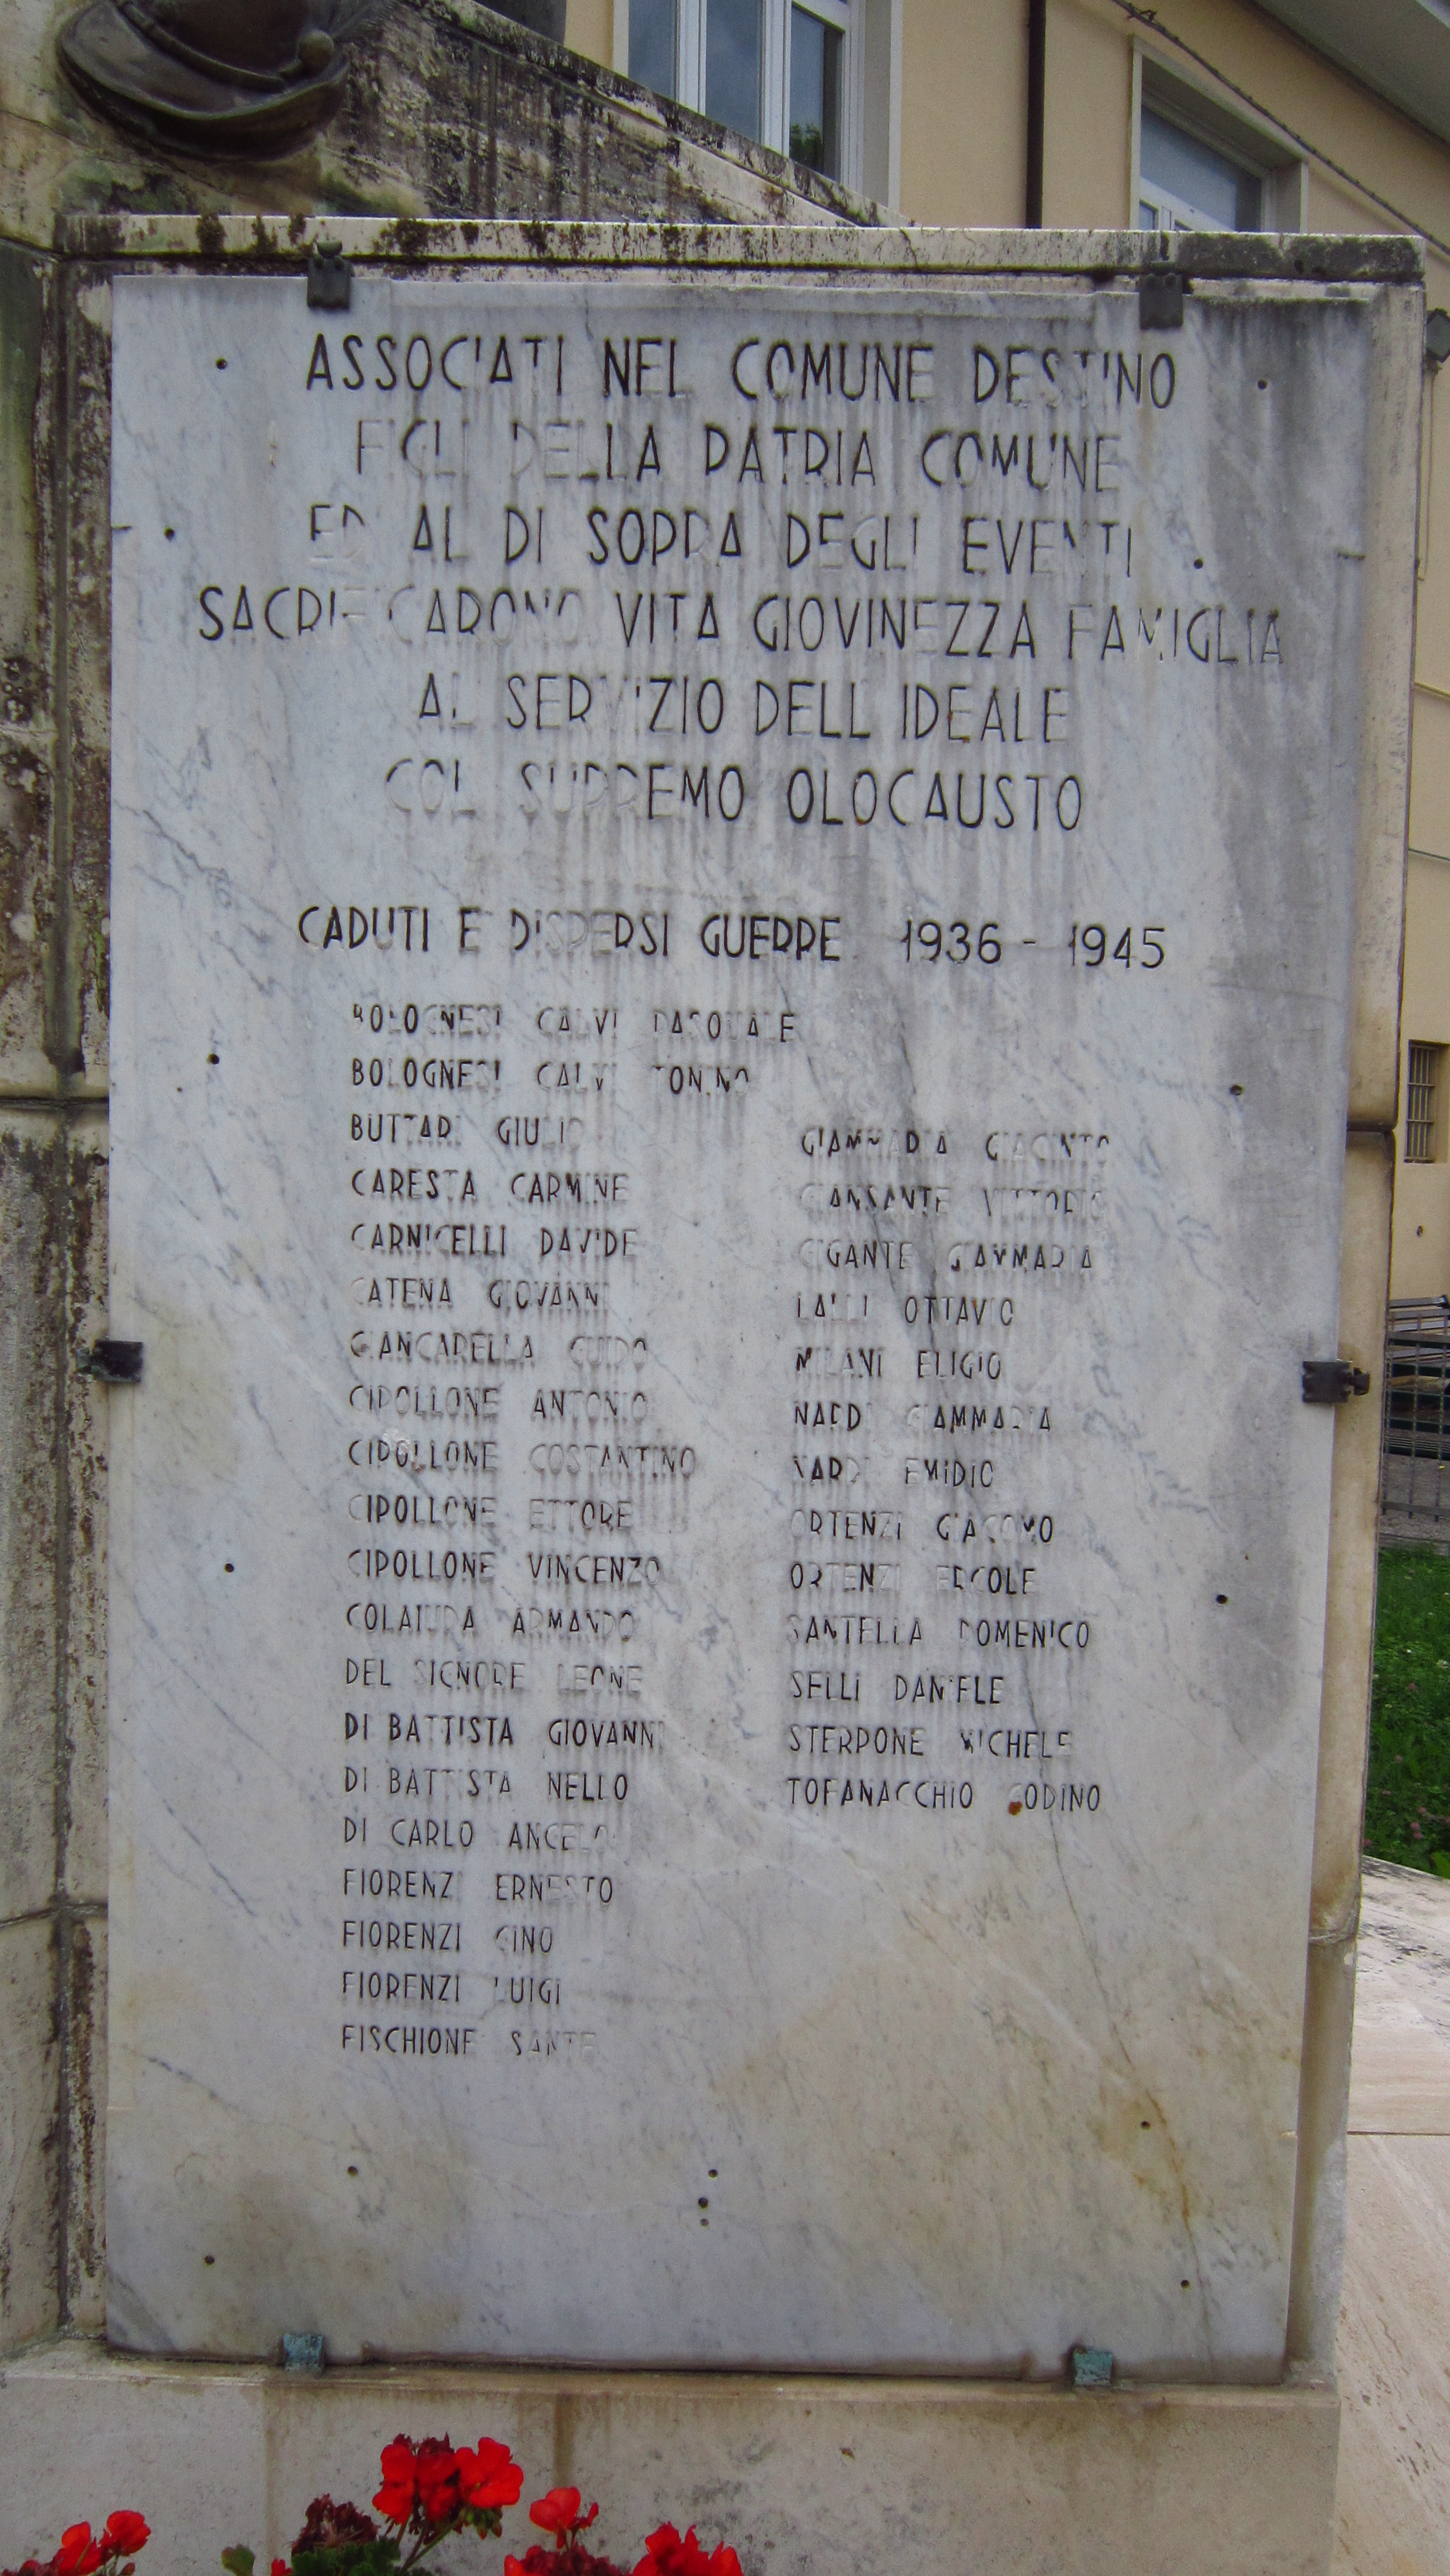 ASSOCIATI NEL COMUNE DESTINO
FIGLI DELLA PATRIA COMUNE
ED AL DI SOPRA DEGLI EVENTI
SACRIFICARONO VITA GIOVINEZZA FAMIGLIA
AL SERVIZIO DELL IDEALE
COL SUPREMO OLOCAUSTO
CADUTI E DISPERSI GUERRE 1936 - 1945
BOLOGNESI CALVI PASQUALE
BOLOGNESI CALVI TONINO
BUTTARI GIULIO
CARESTA CARMINE
CARNICELLI DAVIDE
CATENA GIOVANNI
GIANCARELLA GUIDO
CIPOLLONE ANTONIO
CIPOLLONE COSTANTINO
CIPOLLONE ETTORE
CIPOLLONE VINCENZO
COLAIUDA ARMANDO
DEL SIGNORE LEONE
DI BATTISTA GIOVANNI
DI BATTISTA NELLO
DI CARLO ANGELO
FIORENZI ERNESTO
FIORENZI GINO
FIORENZI LUIGI
FISCHIONE SANTE
GIAMMARIA GIACINTO
GIANSANTE VITTORIO
GIGANTE GIAMMARIA
LALLI OTTAVIO
MILANI ELIGIO
NARDI GIAMMARIA
NARDI EMIDIO
ORTENZI GIACOMO
ORTENZI ERCOLE
SANTELLA DOMENICO
SELLI DANIELE
STERPONE MICHELE
TOFANACCHIO GODINO